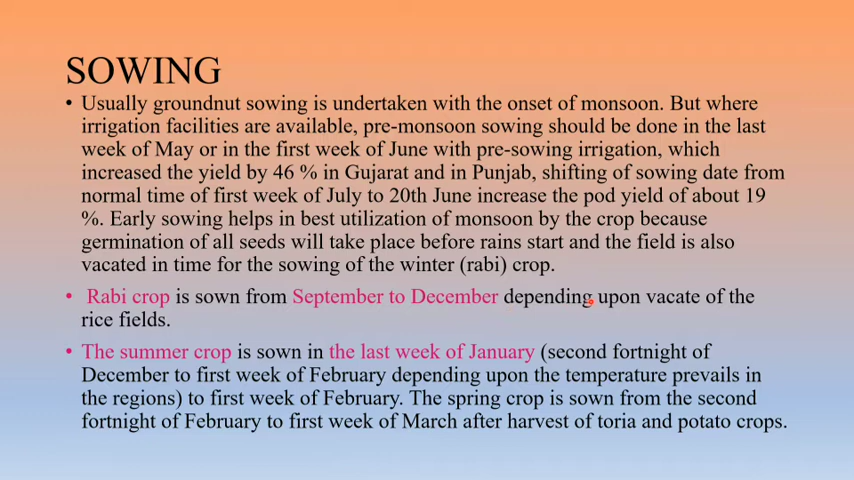 SOWING
• Usually groundnut sowing is undertaken with the onset of monsoon. But where
irrigation facilities are available, pre-monsoon sowing should be done in the last
week of May or in the first week of June with pre-sowing irrigation, which
increased the yield by 46 % in Gujarat and in Punjab, shifting of sowing date from
normal time of first week of July to 20th June increase the pod yield of about 19
%. Early sowing helps in best utilization of monsoon by the crop because
germination of all seeds will take place before rains start and the field is also
vacated in time for the sowing of the winter (rabi) crop.
• Rabi crop is sown from September to December depending upon vacate of the
rice fields.
• The summer crop is sown in the last week of January (second fortnight of
December to first week of February depending upon the temperature prevails in
the regions) to first week of February. The spring crop is sown from the second
fortnight of February to first week of March after harvest of toria and potato crops.